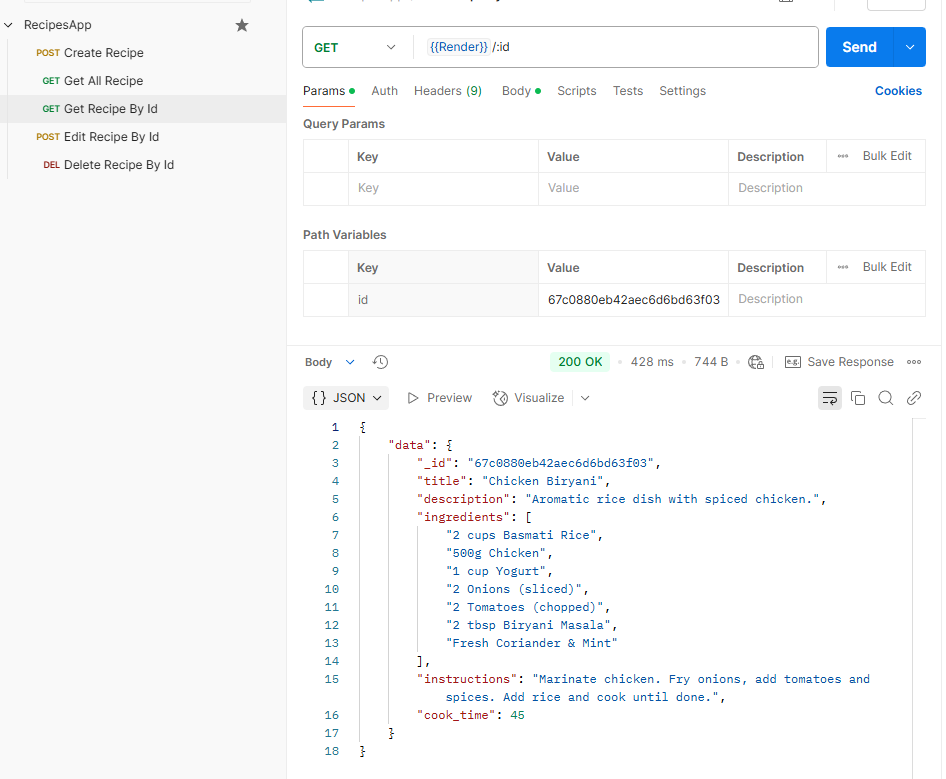 RecipesApp
POST Create Recipe
GET Get All Recipe
GET Get Recipe By Id
POST Edit Recipe By Id
DEL Delete Recipe By Id
GET {{Render}} /:id Send
Params Auth Headers (9) Body Scripts Tests Settings Cookies
Query Params
Key Value Description Bulk Edit
Key Value Description
Path Variables
Key Value Description Bulk Edit
id 67c0880eb42aec6d6bd63f03 Description
Body 200 OK 428 ms 744 B e.g. Save Response
{} JSON Preview Visualize
1 {
2 "data": {
3 "_id": "67c0880eb42aec6d6bd63f03",
4 "title": "Chicken Biryani",
5 "description": "Aromatic rice dish with spiced chicken.",
6 "ingredients": [
7 "2 cups Basmati Rice",
8 "500g Chicken",
9 "1 cup Yogurt",
10 "2 Onions (sliced)",
11 "2 Tomatoes (chopped)",
12 "2 tbsp Biryani Masala",
13 "Fresh Coriander & Mint"
14 ],
15 "instructions": "Marinate chicken. Fry onions, add tomatoes and
spices. Add rice and cook until done.",
16 "cook_time": 45
17 }
18 }